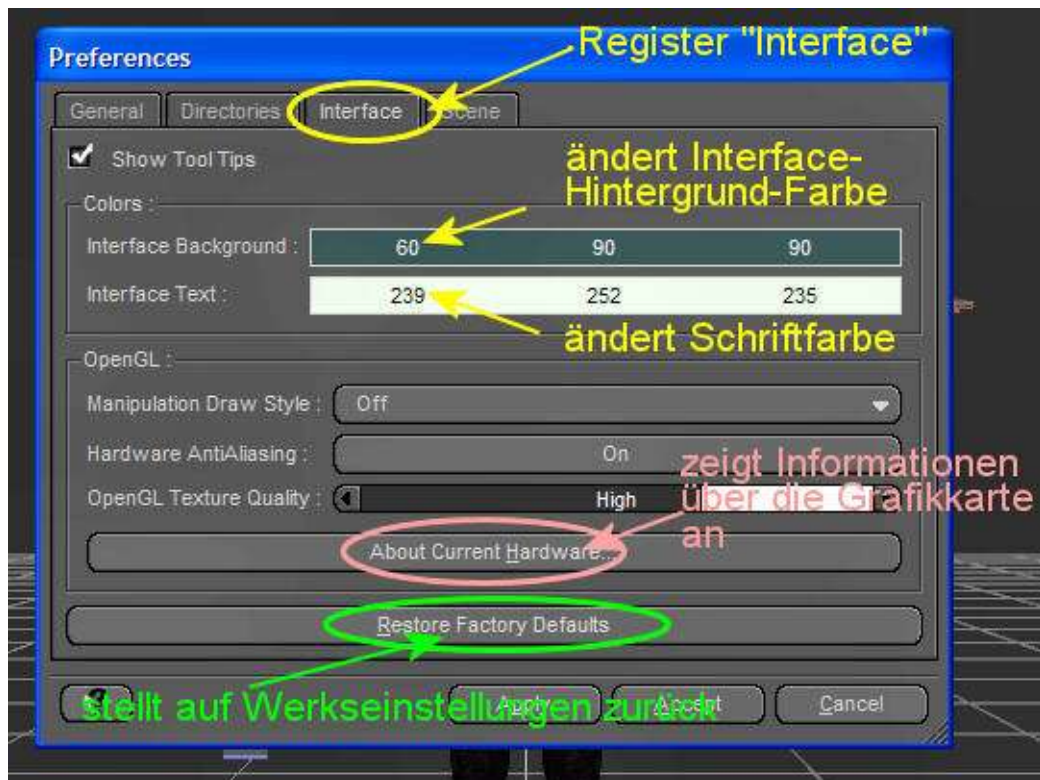 Register "Interface"
Preferences
General Directories Interface Scene
Show Tool Tips
ändert Interface-
Hintergrund-Farbe
Colors :
Interface Background : 60 90 90
Interface Text : 239 252 235
ändert Schriftfarbe
OpenGL :
Manipulation Draw Style : Off
Hardware AntiAliasing : On
zeigt Informationen
über die Grafikkarte
an
OpenGL Texture Quality : High
About Current Hardware...
Restore Factory Defaults
stellt auf Werkseinstellungen zurück
Apply Accept Cancel